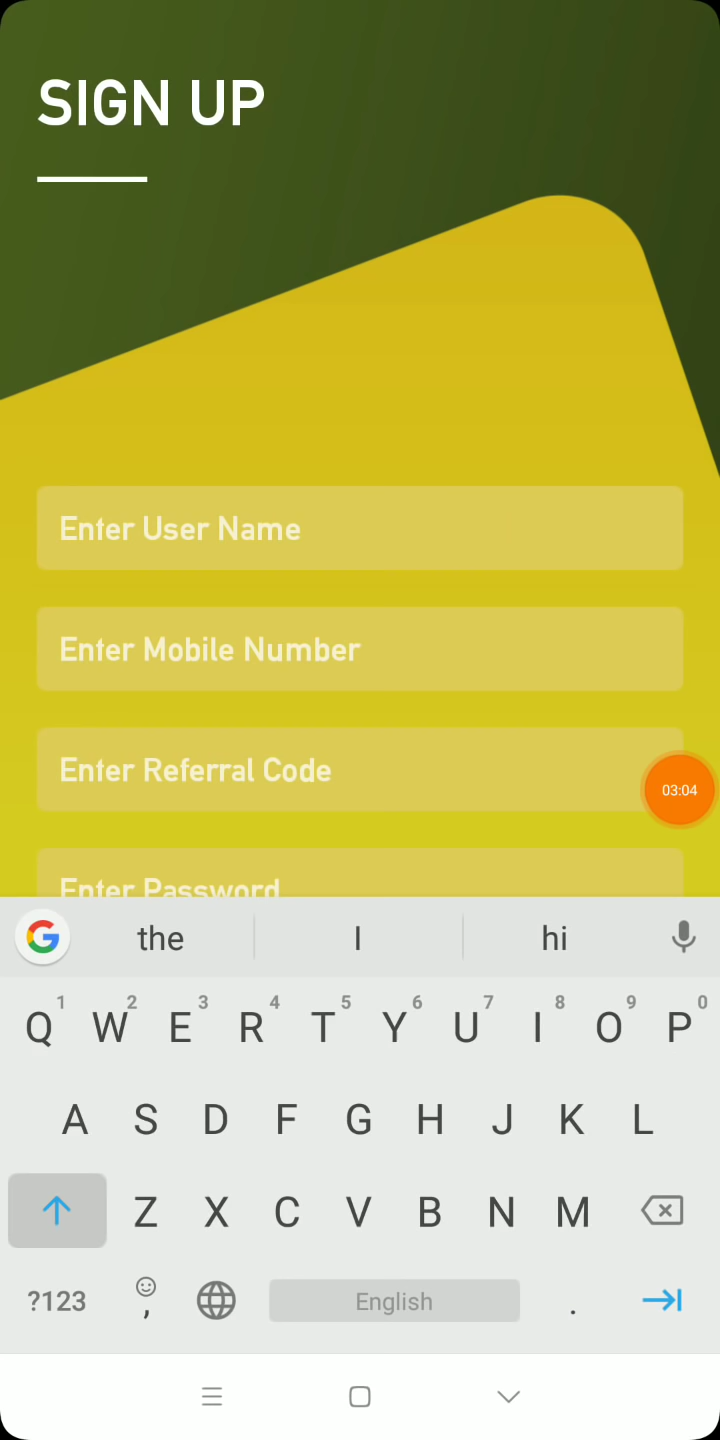 SIGN UP
Enter User Name
Enter Mobile Number
Enter Referral Code
03:04
Enter Password
the I hi
1 2 3 4 5 6 7 8 9 0
Q W E R T Y U I O P
A S D F G H J K L
Z X C V B N M
?123 , English .